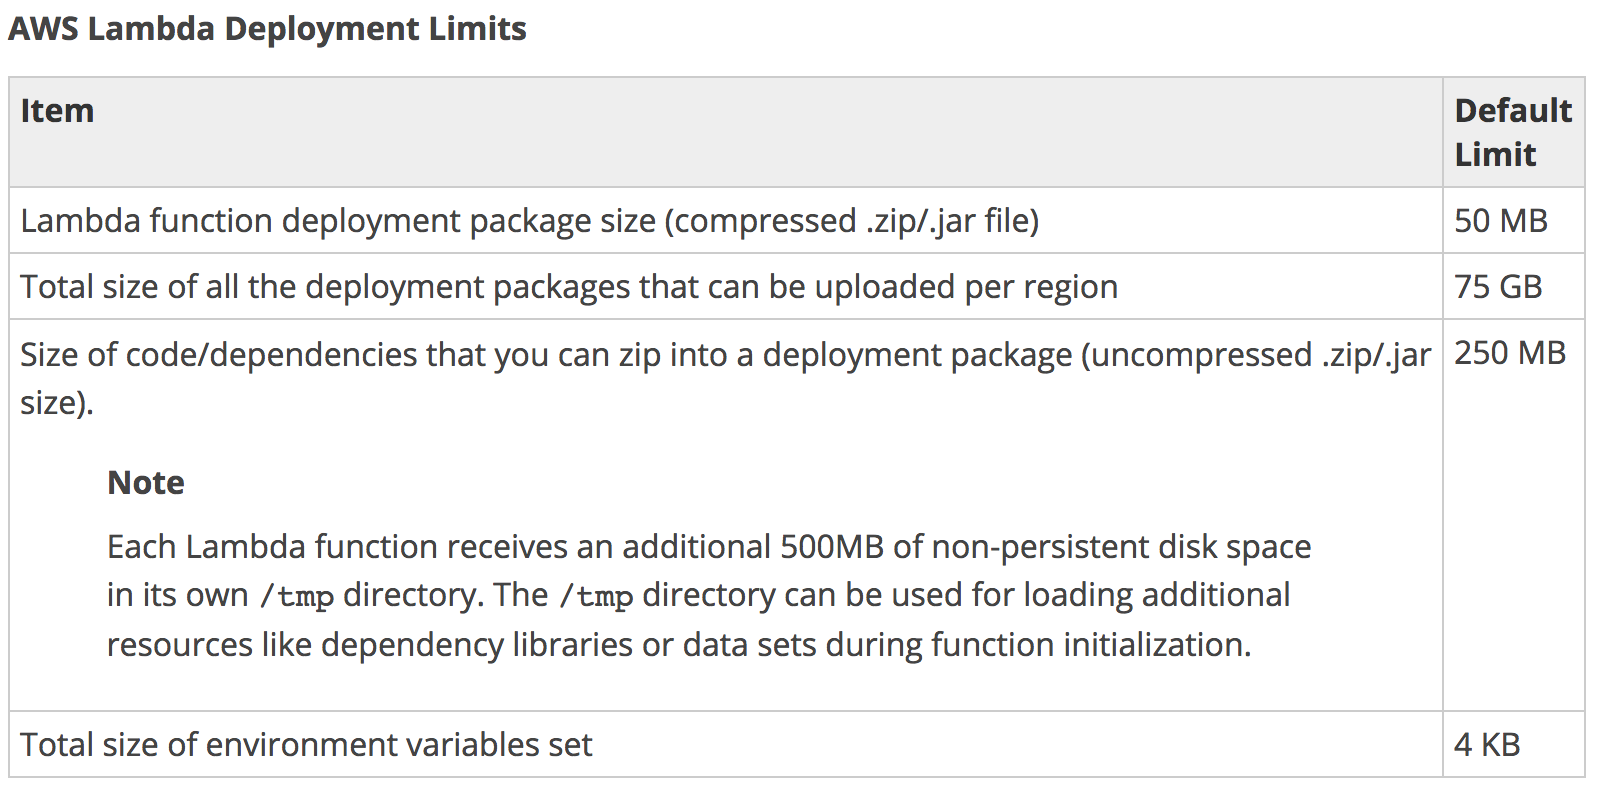 AWS Lambda Deployment Limits
Item
Default
Limit
Lambda function deployment package size (compressed .zip/.jar file)
50 MB
Total size of all the deployment packages that can be uploaded per region
75 GB
Size of code/dependencies that you can zip into a deployment package (uncompressed .zip/.jar
size).
250 MB
Note
Each Lambda function receives an additional 500MB of non-persistent disk space
in its own /tmp directory. The /tmp directory can be used for loading additional
resources like dependency libraries or data sets during function initialization.
Total size of environment variables set
4 KB